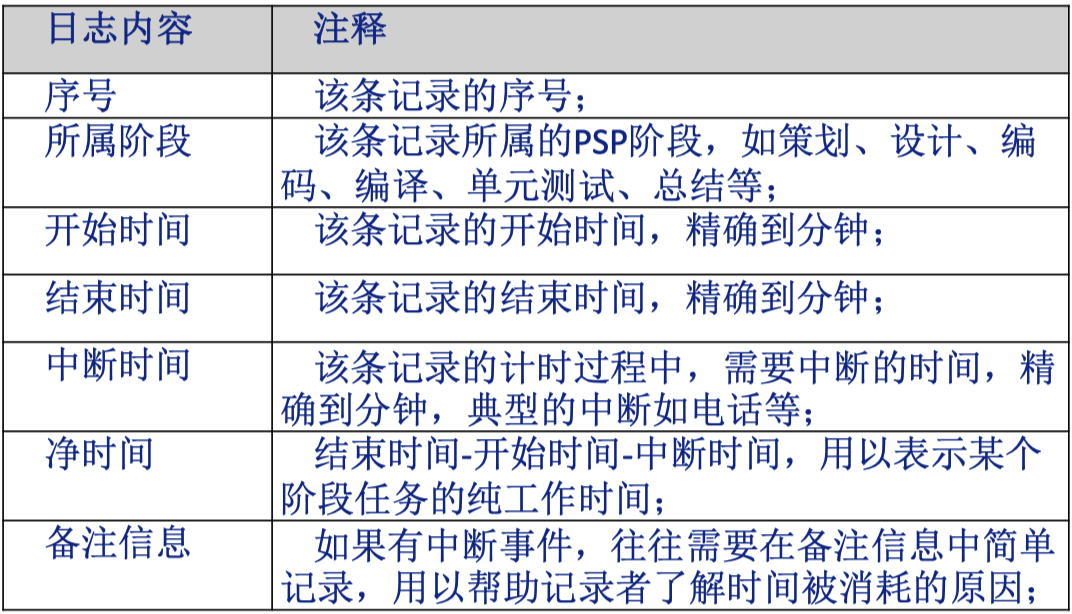 日志内容 注释
序号 该条记录的序号；
所属阶段 该条记录所属的PSP阶段，如策划、设计、编
码、编译、单元测试、总结等；
开始时间 该条记录的开始时间，精确到分钟；
结束时间 该条记录的结束时间，精确到分钟；
中断时间 该条记录的计时过程中，需要中断的时间，精
确到分钟，典型的中断如电话等；
净时间 结束时间-开始时间-中断时间，用以表示某个
阶段任务的纯工作时间；
备注信息 如果有中断事件，往往需要在备注信息中简单
记录，用以帮助记录者了解时间被消耗的原因；